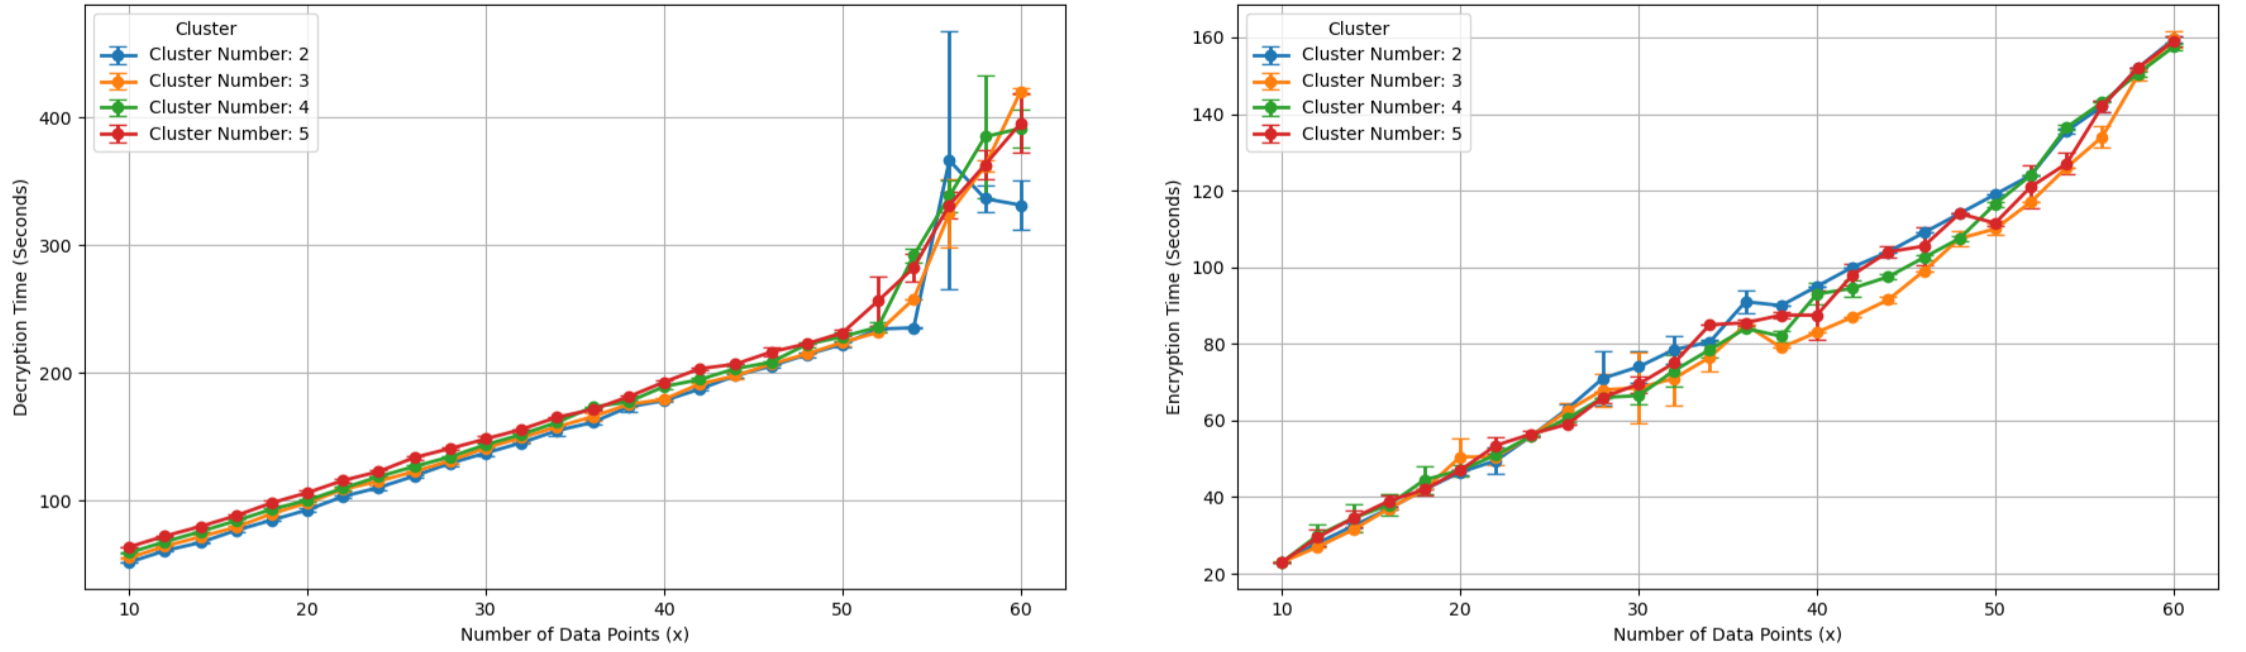 Cluster
Cluster Number: 2
Cluster Number: 3
Cluster Number: 4
Cluster Number: 5
400
300
200
100
Decryption Time (Seconds)
10 20 30 40 50 60
Number of Data Points (x)
Cluster
Cluster Number: 2
Cluster Number: 3
Cluster Number: 4
Cluster Number: 5
160
140
120
100
80
60
40
20
Encryption Time (Seconds)
10 20 30 40 50 60
Number of Data Points (x)